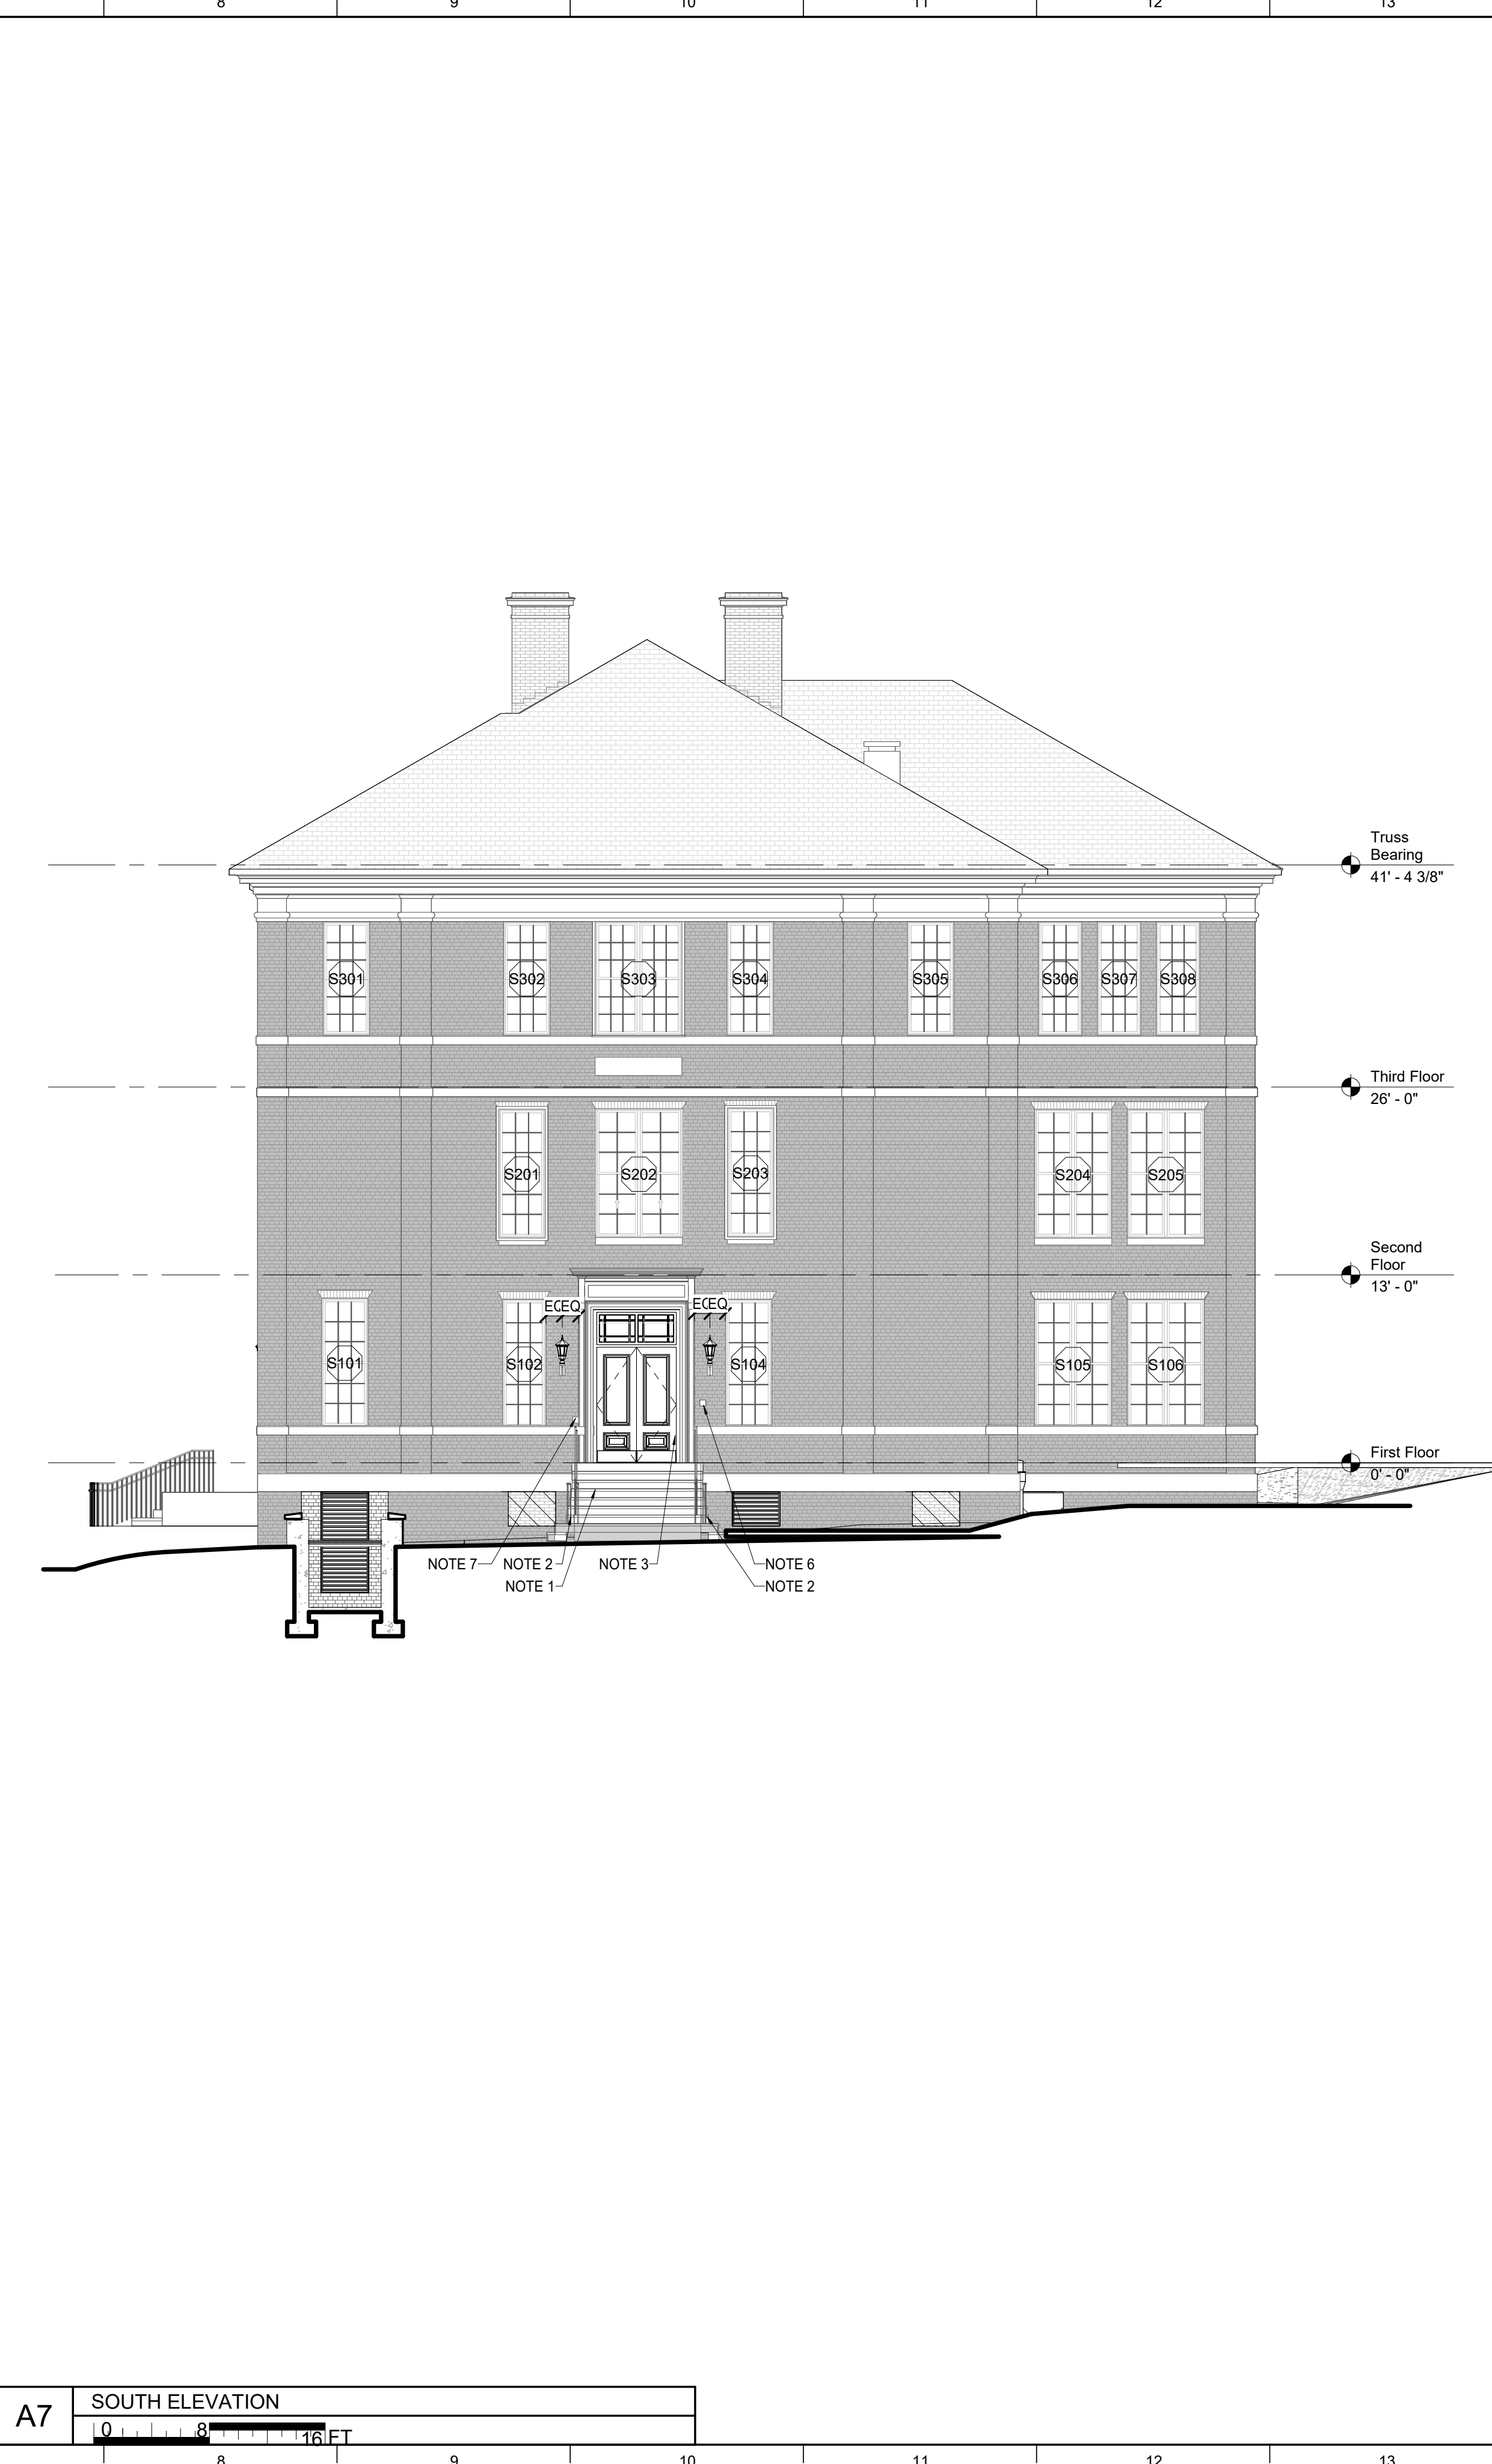 8 9 10 11 12 13
Truss
Bearing
41' - 4 3/8"
S301 S302 S303 S304 S305 S306 S307 S308
Third Floor
26' - 0"
S201 S202 S203 S204 S205
Second
Floor
13' - 0"
EQ EQ EQ EQ
S101 S102 S104 S105 S106
First Floor
0' - 0"
NOTE 7 NOTE 2 NOTE 3 NOTE 6
NOTE 1 NOTE 2
A7
SOUTH ELEVATION
0 8 16 FT
8 9 10 11 12 13